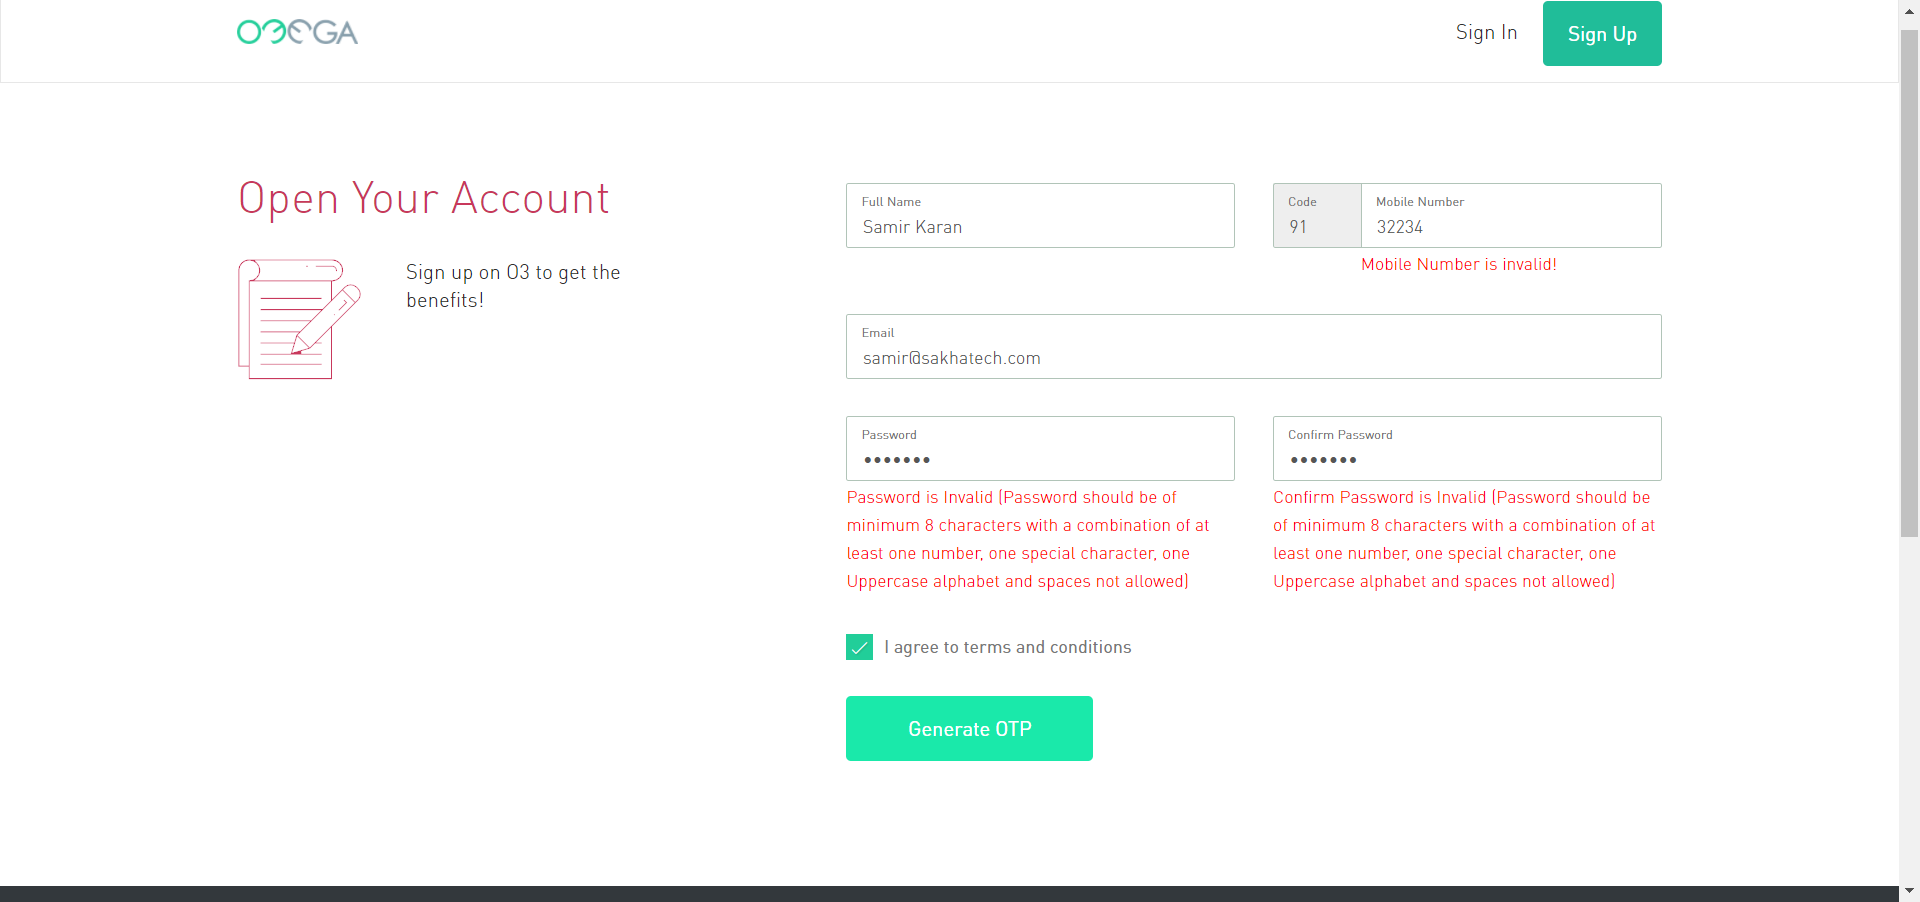 O3EGA
Sign In
Sign Up
Open Your Account
Sign up on O3 to get the
benefits!
Full Name
Samir Karan
Code
91
Mobile Number
32234
Mobile Number is invalid!
Email
samir@sakhatech.com
Password
•••••••
Confirm Password
•••••••
Password is Invalid (Password should be of
minimum 8 characters with a combination of at
least one number, one special character, one
Uppercase alphabet and spaces not allowed)
Confirm Password is Invalid (Password should be
of minimum 8 characters with a combination of at
least one number, one special character, one
Uppercase alphabet and spaces not allowed)
I agree to terms and conditions
Generate OTP